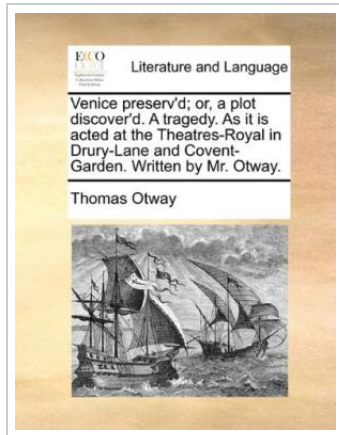 ECCO
Literature and Language
Venice preserv'd; or, a plot
discover'd. A tragedy. As it is
acted at the Theatres-Royal in
Drury-Lane and Covent-
Garden. Written by Mr. Otway.
Thomas Otway